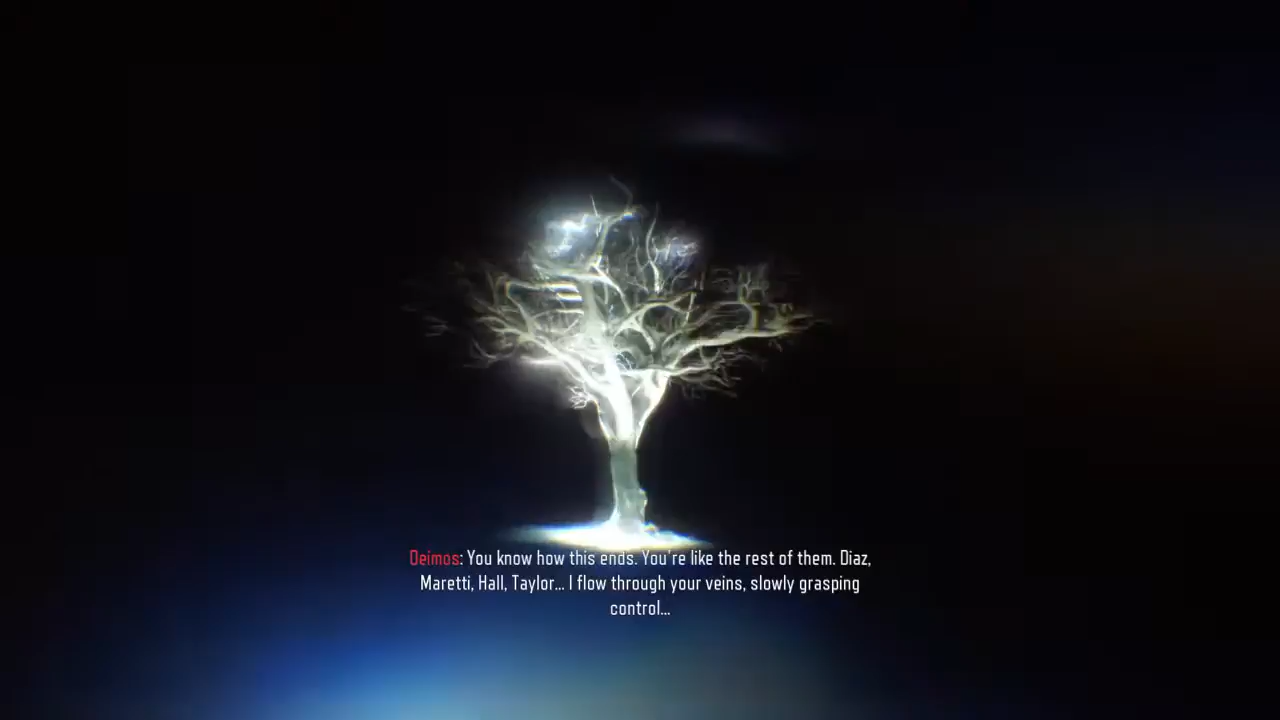 Deimos: You know how this ends. You're like the rest of them. Diaz,
Maretti, Hall, Taylor... I flow through your veins, slowly grasping
control...